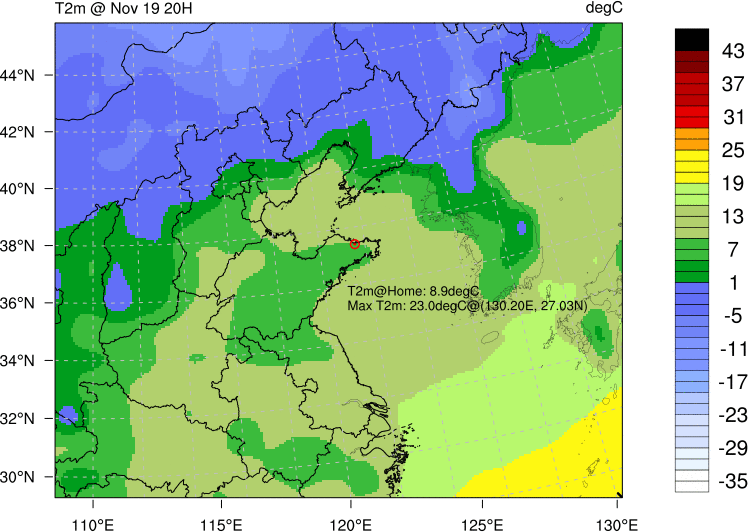 T2m @ Nov 19 20H
degC
44°N
42°N
40°N
38°N
36°N
34°N
32°N
30°N
T2m@Home: 8.9degC
Max T2m: 23.0degC@(130.20E, 27.03N)
110°E
115°E
120°E
125°E
130°E
43
37
31
25
19
13
7
1
-5
-11
-17
-23
-29
-35